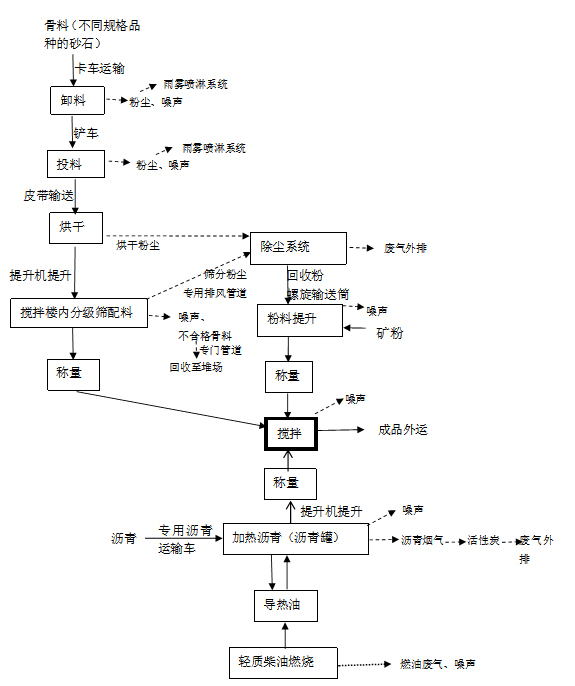 骨料（不同规格品
种的砂石）
卡车运输
雨雾喷淋系统
卸料
粉尘、噪声
铲车
雨雾喷淋系统
投料
粉尘、噪声
皮带输送
烘干
烘干粉尘
除尘系统
废气外排
提升机提升
筛分粉尘
专用排风管道
回收粉
螺旋输送筒
搅拌楼内分级筛配料
噪声、
不合格骨料
专门管道
回收至堆场
粉料提升
噪声
矿粉
称量
称量
噪声
搅拌
成品外运
称量
提升机提升
噪声
沥青
专用沥青
运输车
加热沥青（沥青罐）
沥青烟气
活性炭
废气外
排
导热油
轻质柴油燃烧
燃油废气、噪声